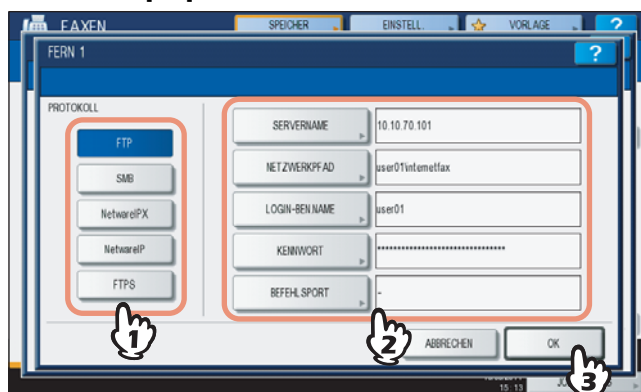 FAXEN SPEICHER EINSTELL. VORLAGE ?
FERN 1 ?
PROTOKOLL
FTP
SMB
NetwareIPX
NetwareIP
FTPS
SERVERNAME 10.10.70.101
NETZWERKPFAD user01\internetfax
LOGIN-BEN.NAME user01
KENNWORT ********************************
BEFEHLSPORT -
ABBRECHEN OK
1
2
3
15:13